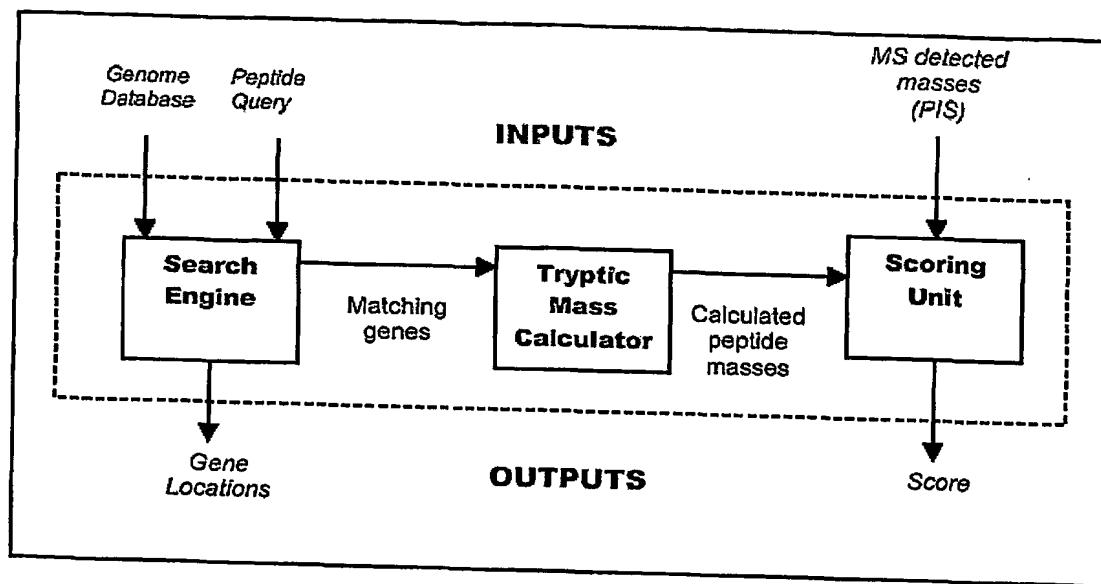 Genome
Database
Peptide
Query
MS detected
masses
(PIS)
INPUTS
Search
Engine
Matching
genes
Tryptic
Mass
Calculator
Calculated
peptide
masses
Scoring
Unit
Gene
Locations
OUTPUTS
Score